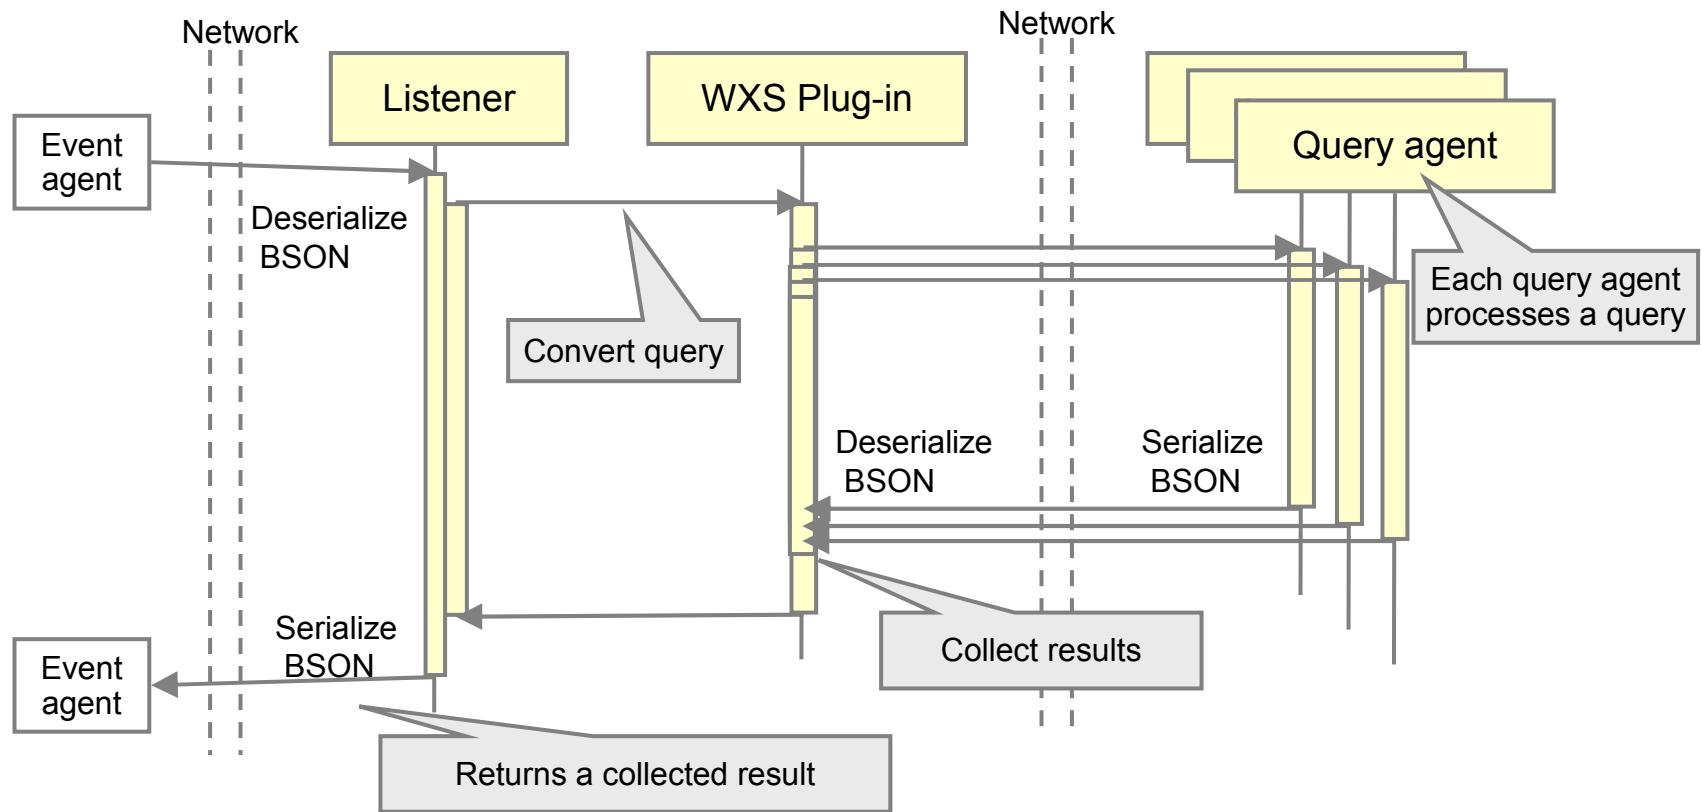 Network
Network
Listener
WXS Plug-in
Query agent
Event
agent
Deserialize
BSON
Convert query
Each query agent
processes a query
Deserialize
BSON
Serialize
BSON
Collect results
Serialize
BSON
Event
agent
Returns a collected result